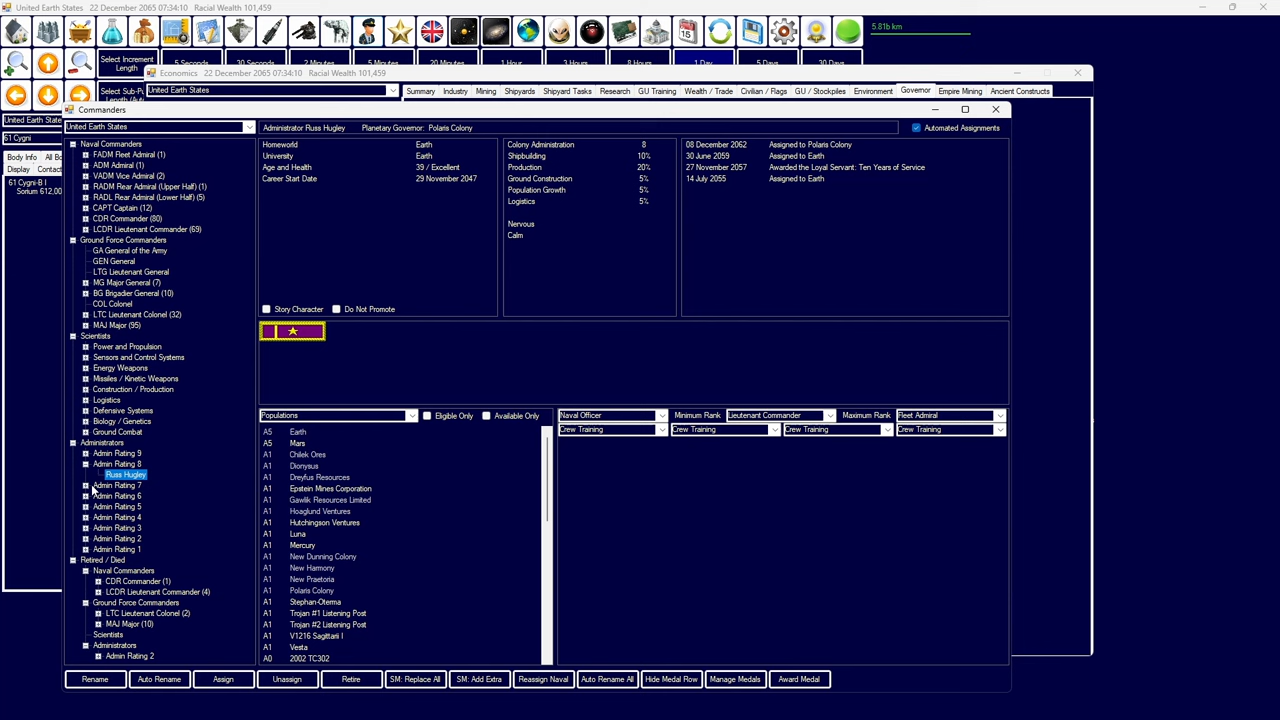 United Earth States 22 December 2065 07:34:10 Racial Wealth 101,459
5.81b km
Select Increment Length
5 Seconds 30 Seconds 2 Minutes 5 Minutes 20 Minutes 1 Hour 3 Hours 8 Hours 1 Day 5 Days 30 Days
Economics 22 December 2065 07:34:10 Racial Wealth 101,459
United Earth States
Summary Industry Mining Shipyards Shipyard Tasks Research GU Training Wealth / Trade Civilian / Flags GU / Stockpiles Environment Governor Empire Mining Ancient Constructs
Commanders
United Earth State
61 Cygni
Body Info All Bo
Display Contact
61 Cygni-B I
Sorium 612,00
United Earth States
Administrator Russ Hugley Planetary Governor: Polaris Colony
Automated Assignments
Naval Commanders
FADM Fleet Admiral (1)
ADM Admiral (1)
VADM Vice Admiral (2)
RADM Rear Admiral (Upper Half) (1)
RADL Rear Admiral (Lower Half) (5)
CAPT Captain (12)
CDR Commander (80)
LCDR Lieutenant Commander (69)
Ground Force Commanders
GA General of the Army
GEN General
LTG Lieutenant General
MG Major General (7)
BG Brigadier General (10)
COL Colonel
LTC Lieutenant Colonel (32)
MAJ Major (95)
Scientists
Power and Propulsion
Sensors and Control Systems
Energy Weapons
Missiles / Kinetic Weapons
Construction / Production
Logistics
Defensive Systems
Biology / Genetics
Ground Combat
Administrators
Admin Rating 9
Admin Rating 8
Russ Hugley
Admin Rating 7
Admin Rating 6
Admin Rating 5
Admin Rating 4
Admin Rating 3
Admin Rating 2
Admin Rating 1
Retired / Died
Naval Commanders
CDR Commander (1)
LCDR Lieutenant Commander (4)
Ground Force Commanders
LTC Lieutenant Colonel (2)
MAJ Major (10)
Scientists
Administrators
Admin Rating 2
Homeworld Earth
University Earth
Age and Health 39 / Excellent
Career Start Date 29 November 2047
Story Character Do Not Promote
Colony Administration 8
Shipbuilding 10%
Production 20%
Ground Construction 5%
Population Growth 5%
Logistics 5%
Nervous
Calm
08 December 2062 Assigned to Polaris Colony
30 June 2059 Assigned to Earth
27 November 2057 Awarded the Loyal Servant: Ten Years of Service
14 July 2055 Assigned to Earth
Populations Eligible Only Available Only
A5 Earth
A5 Mars
A1 Chilek Ores
A1 Dionysus
A1 Dreyfus Resources
A1 Epstein Mines Corporation
A1 Gawlik Resources Limited
A1 Hoaglund Ventures
A1 Hutchingson Ventures
A1 Luna
A1 Mercury
A1 New Dunning Colony
A1 New Harmony
A1 New Praetoria
A1 Polaris Colony
A1 Stephan-Oterma
A1 Trojan #1 Listening Post
A1 Trojan #2 Listening Post
A1 V1216 Sagittarii I
A1 Vesta
A0 2002 TC302
Naval Officer Minimum Rank Lieutenant Commander Maximum Rank Fleet Admiral
Crew Training Crew Training Crew Training Crew Training
Rename Auto Rename Assign Unassign Retire SM: Replace All SM: Add Extra Reassign Naval Auto Rename All Hide Medal Row Manage Medals Award Medal